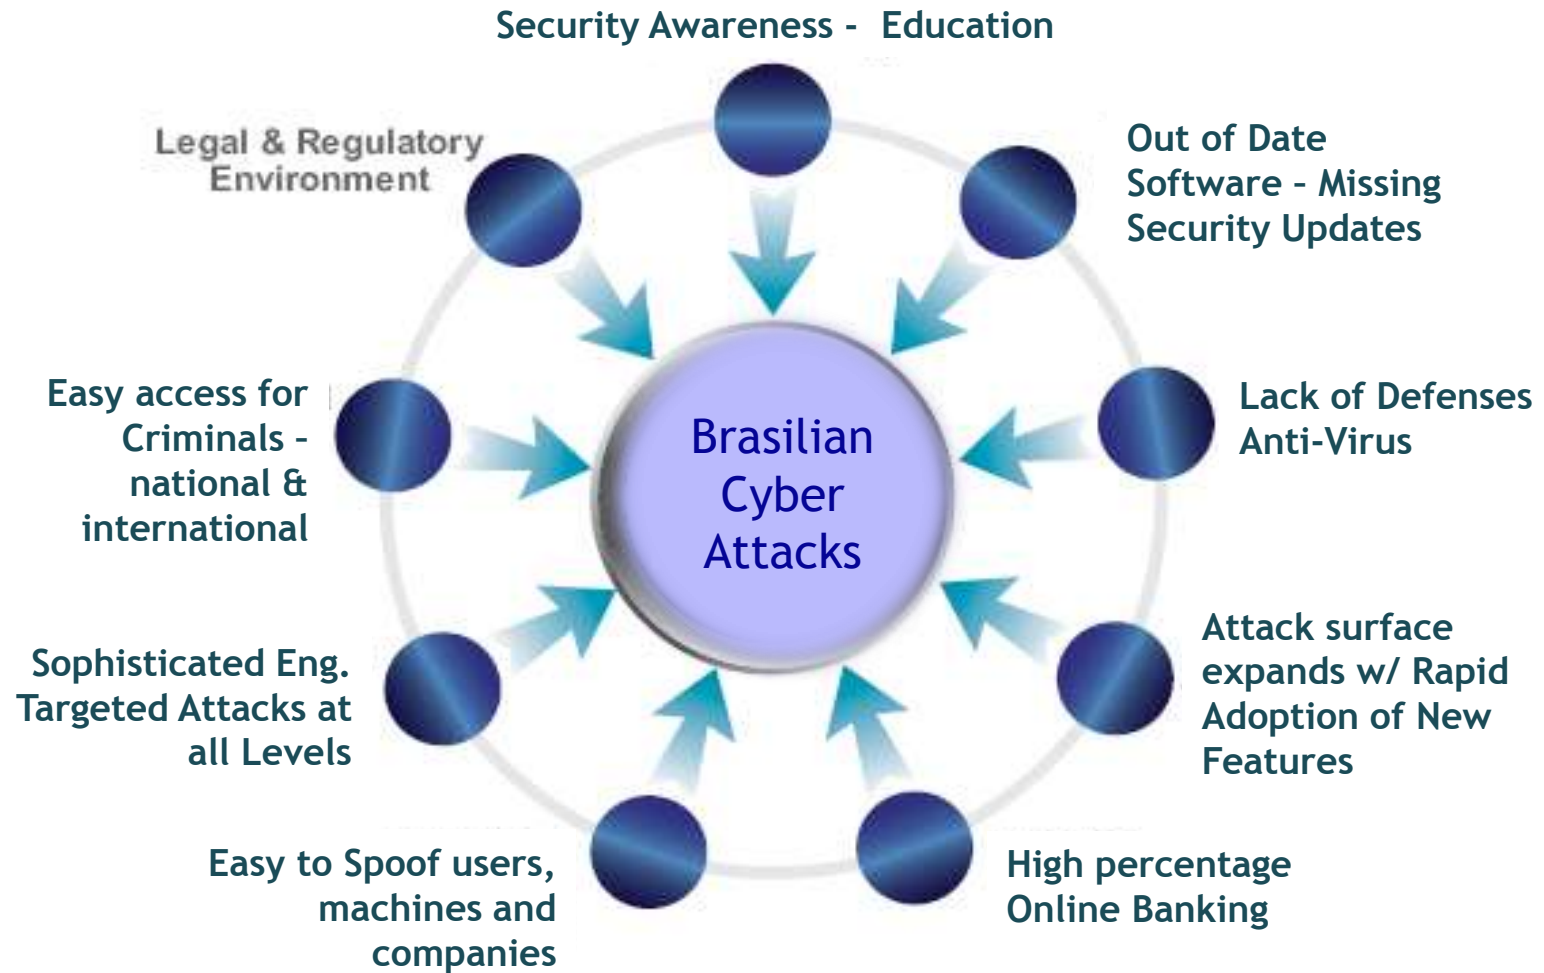 Security Awareness -  Education
Legal & Regulatory
Environment
Out of Date
Software – Missing
Security Updates
Easy access for
Criminals –
national &
international
Brasilian
Cyber
Attacks
Lack of Defenses
Anti-Virus
Sophisticated Eng.
Targeted Attacks at
all Levels
Attack surface
expands w/ Rapid
Adoption of New
Features
Easy to Spoof users,
machines and
companies
High percentage
Online Banking